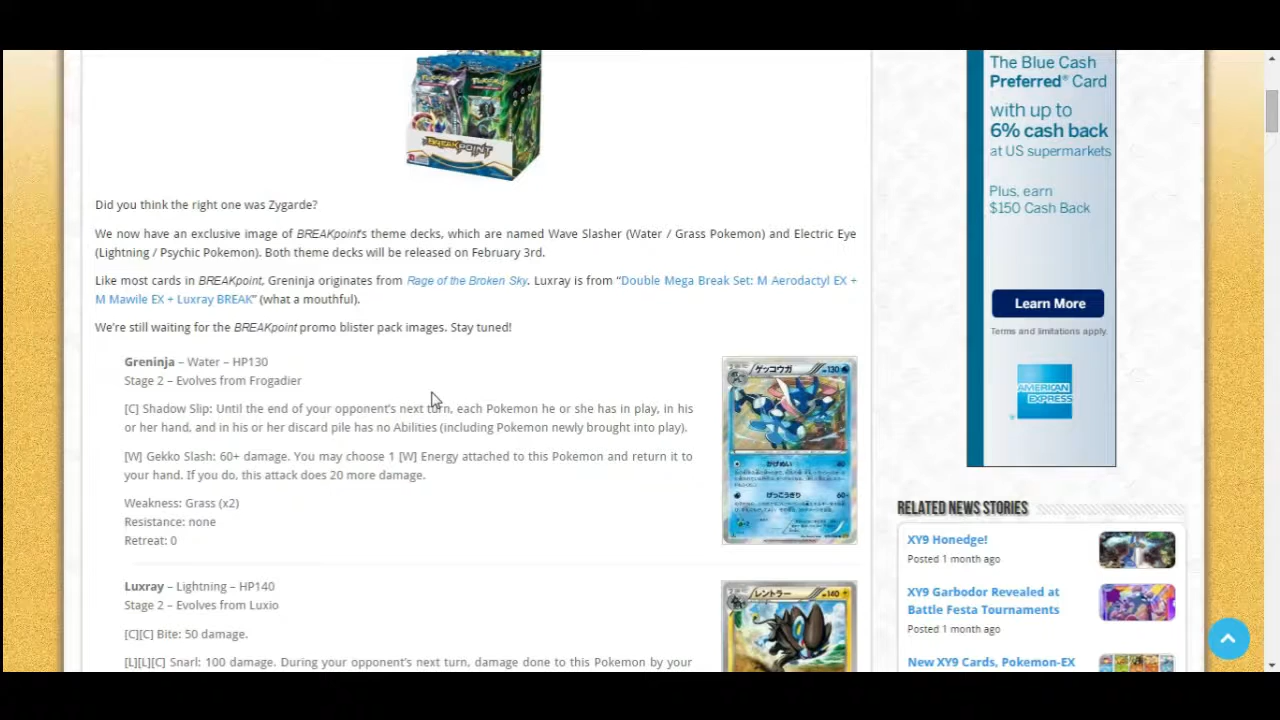 BREAKPOINT
Did you think the right one was Zygarde?
We now have an exclusive image of BREAKpoint's theme decks, which are named Wave Slasher (Water / Grass Pokemon) and Electric Eye
(Lightning / Psychic Pokemon). Both theme decks will be released on February 3rd.
Like most cards in BREAKpoint, Greninja originates from Rage of the Broken Sky. Luxray is from “Double Mega Break Set: M Aerodactyl EX +
M Mawile EX + Luxray BREAK” (what a mouthful).
We’re still waiting for the BREAKpoint promo blister pack images. Stay tuned!
Greninja – Water – HP130
Stage 2 – Evolves from Frogadier
[C] Shadow Slip: Until the end of your opponent’s next turn, each Pokemon he or she has in play, in his
or her hand, and in his or her discard pile has no Abilities (including Pokemon newly brought into play).
[W] Gekko Slash: 60+ damage. You may choose 1 [W] Energy attached to this Pokemon and return it to
your hand. If you do, this attack does 20 more damage.
Weakness: Grass (x2)
Resistance: none
Retreat: 0
ゲッコウガ
130
かげぬい 40
げっこうぎり 60+
Luxray – Lightning – HP140
Stage 2 – Evolves from Luxio
[C][C] Bite: 50 damage.
[L][L][C] Snarl: 100 damage. During your opponent’s next turn, damage done to this Pokemon by your
レントラー
140
The Blue Cash
Preferred® Card
with up to
6% cash back
at US supermarkets
Plus, earn
$150 Cash Back
Learn More
Terms and limitations apply.
AMERICAN
EXPRESS
RELATED NEWS STORIES
XY9 Honedge!
Posted 1 month ago
XY9 Garbodor Revealed at
Battle Festa Tournaments
Posted 1 month ago
New XY9 Cards, Pokemon-EX